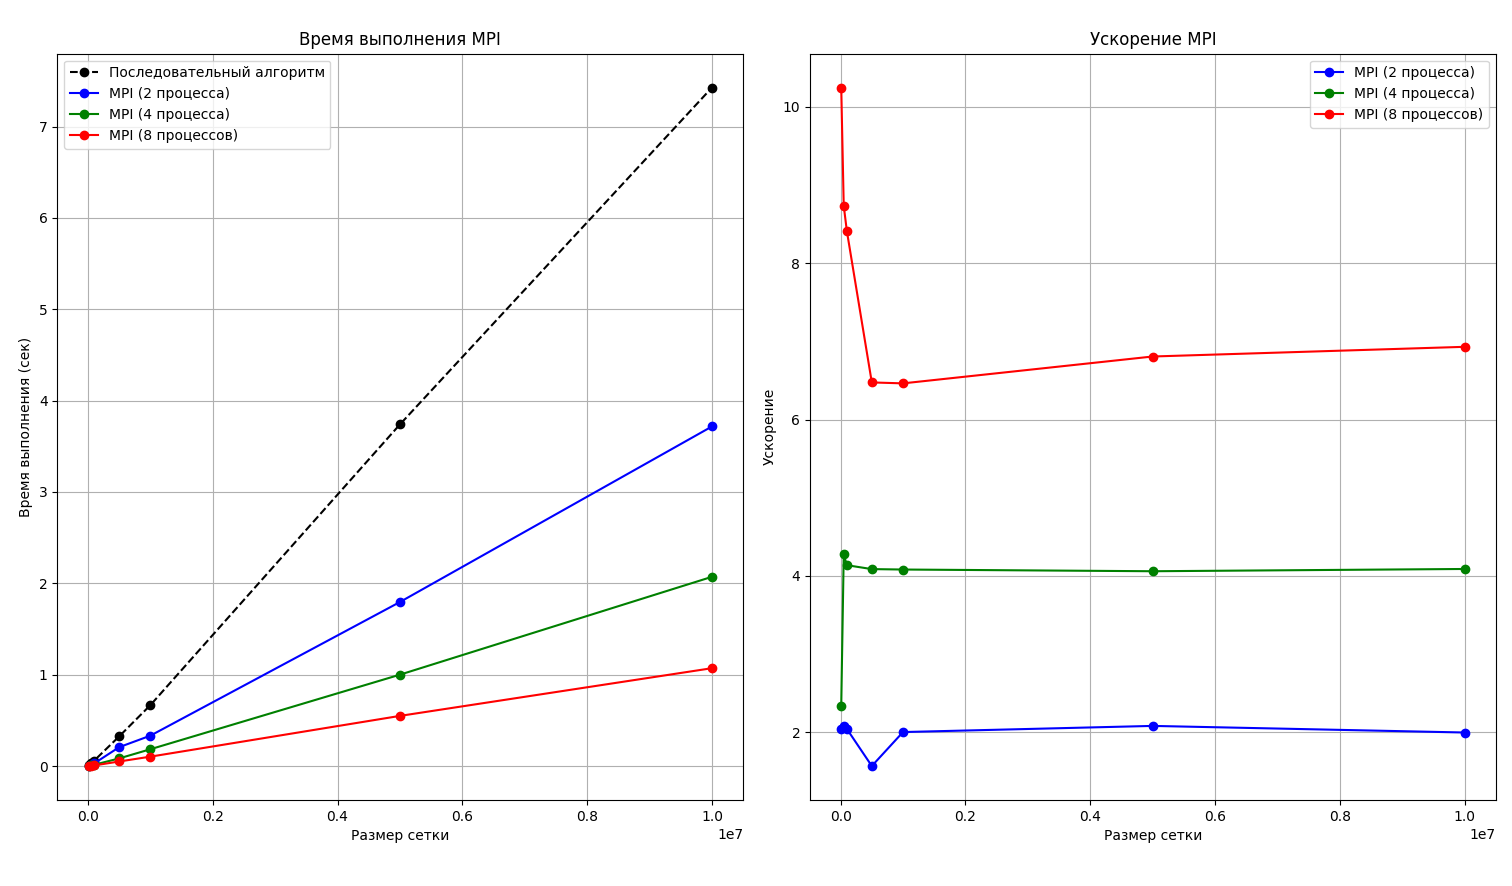 Время выполнения MPI
Последовательный алгоритм
MPI (2 процесса)
MPI (4 процесса)
MPI (8 процессов)
7
6
5
4
3
2
1
0
Время выполнения (сек)
0.0 0.2 0.4 0.6 0.8 1.0
1e7
Размер сетки
Ускорение MPI
MPI (2 процесса)
MPI (4 процесса)
MPI (8 процессов)
10
8
6
4
2
Ускорение
0.0 0.2 0.4 0.6 0.8 1.0
1e7
Размер сетки